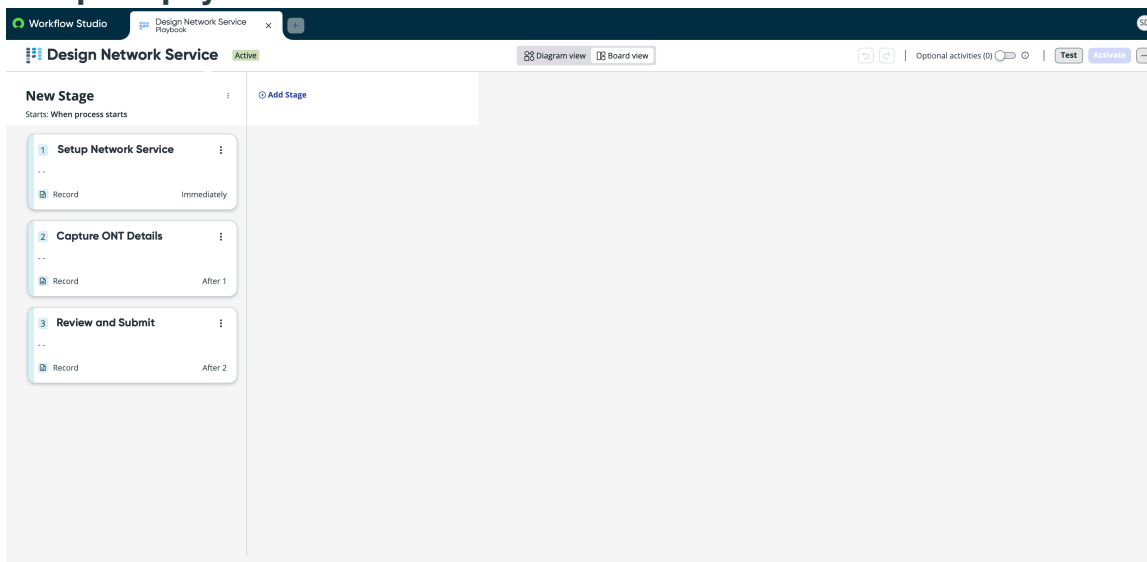 Workflow Studio
Design Network Service
Playbook
Design Network Service
Active
Diagram view
Board view
Optional activities (0)
Test
Activate
New Stage
Starts: When process starts
Add Stage
1 Setup Network Service
--
Record
Immediately
2 Capture ONT Details
--
Record
After 1
3 Review and Submit
--
Record
After 2